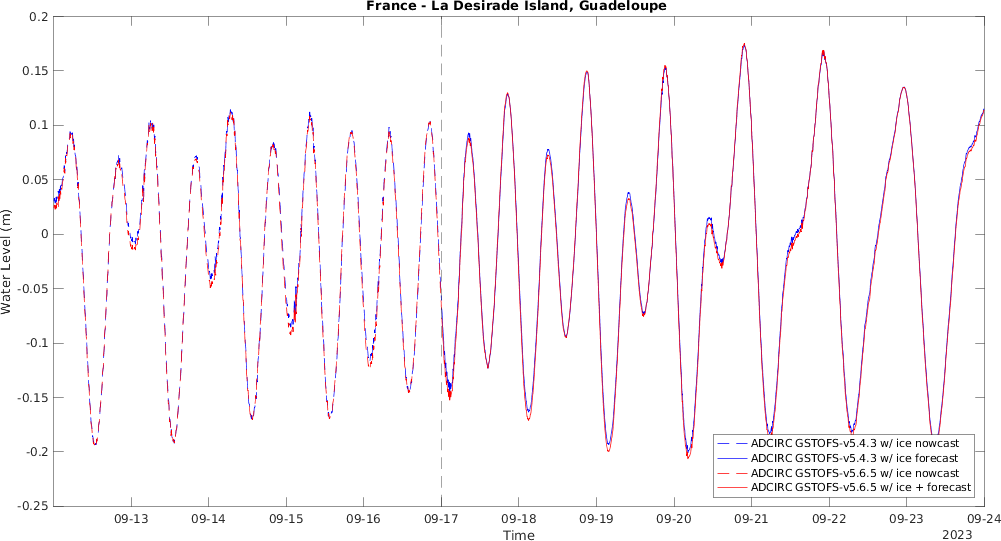 France - La Desirade Island, Guadeloupe
Water Level (m)
0.2
0.15
0.1
0.05
0
-0.05
-0.1
-0.15
-0.2
-0.25
ADCIRC GSTOFS-v5.4.3 w/ ice nowcast
ADCIRC GSTOFS-v5.4.3 w/ ice forecast
ADCIRC GSTOFS-v5.6.5 w/ ice nowcast
ADCIRC GSTOFS-v5.6.5 w/ ice + forecast
09-13 09-14 09-15 09-16 09-17 09-18 09-19 09-20 09-21 09-22 09-23 09-24
Time
2023